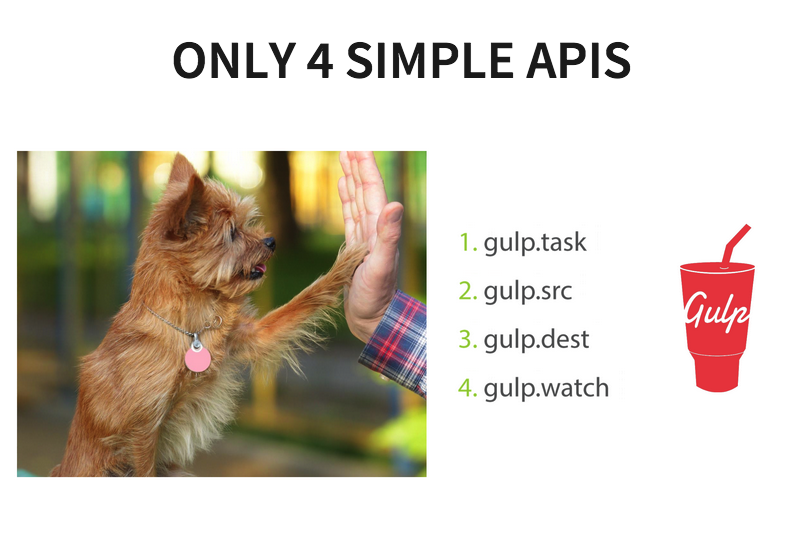 ONLY 4 SIMPLE APIS
1. gulp.task
2. gulp.src
3. gulp.dest
4. gulp.watch
Gulp